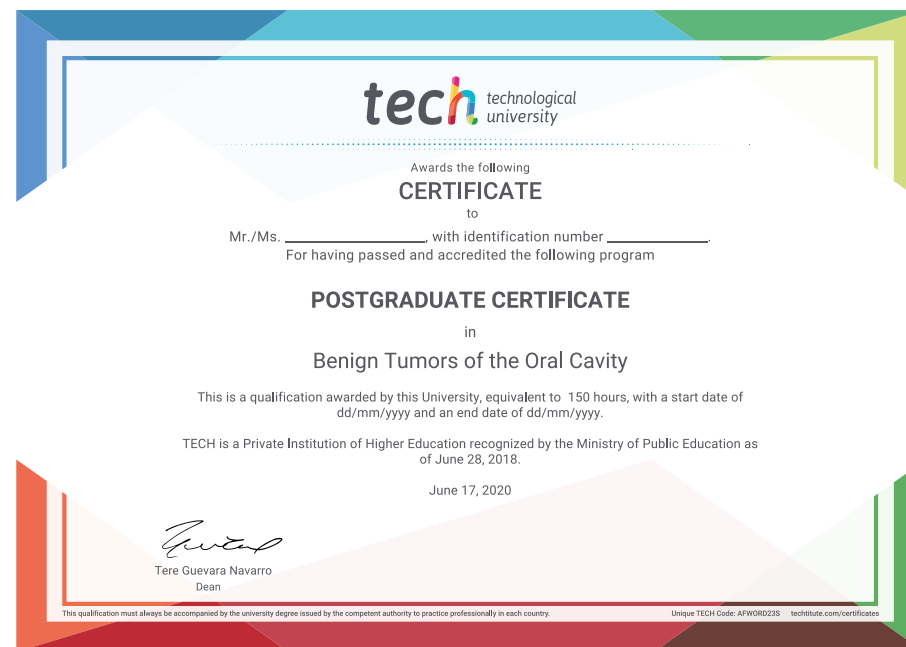 tech technological
university
Awards the following
CERTIFICATE
to
Mr./Ms. ____________________, with identification number ______________.
For having passed and accredited the following program
POSTGRADUATE CERTIFICATE
in
Benign Tumors of the Oral Cavity
This is a qualification awarded by this University, equivalent to 150 hours, with a start date of
dd/mm/yyyy and an end date of dd/mm/yyyy.
TECH is a Private Institution of Higher Education recognized by the Ministry of Public Education as
of June 28, 2018.
June 17, 2020
Tere Guevara Navarro
Dean
This qualification must always be accompanied by the university degree issued by the competent authority to practice professionally in each country. Unique TECH Code: AFWORD23S techtitute.com/certificates